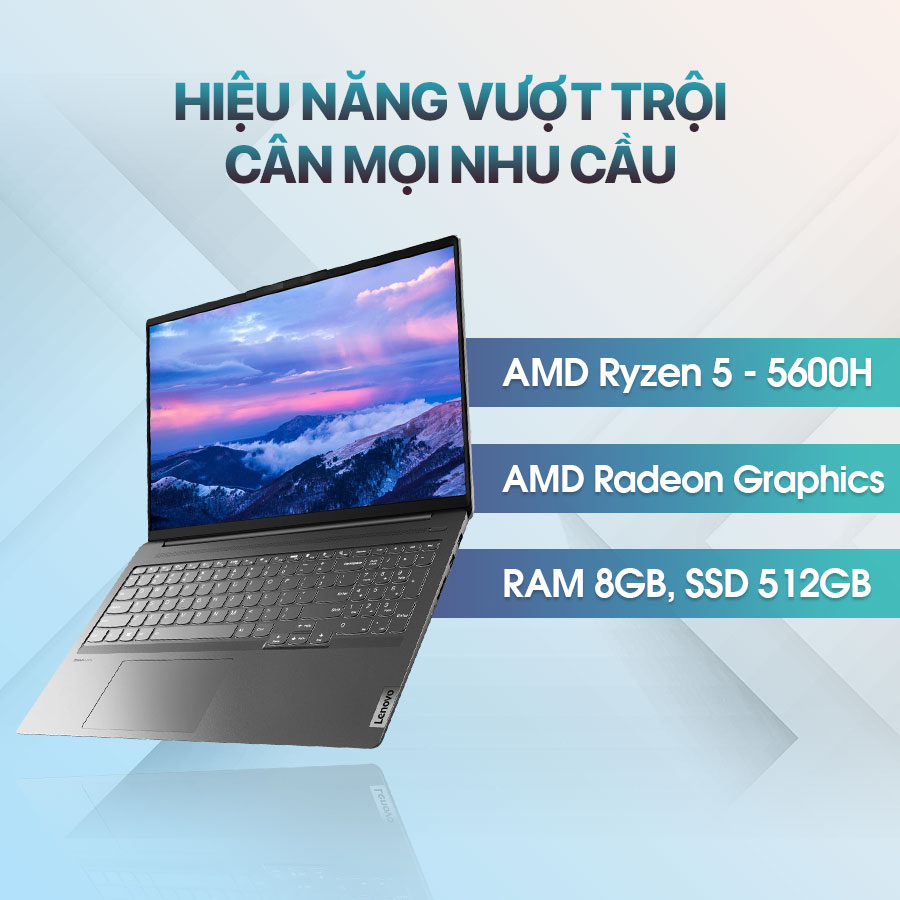 HIỆU NĂNG VƯỢT TRỘI
CÂN MỌI NHU CẦU
AMD Ryzen 5 - 5600H
AMD Radeon Graphics
RAM 8GB, SSD 512GB
Lenovo